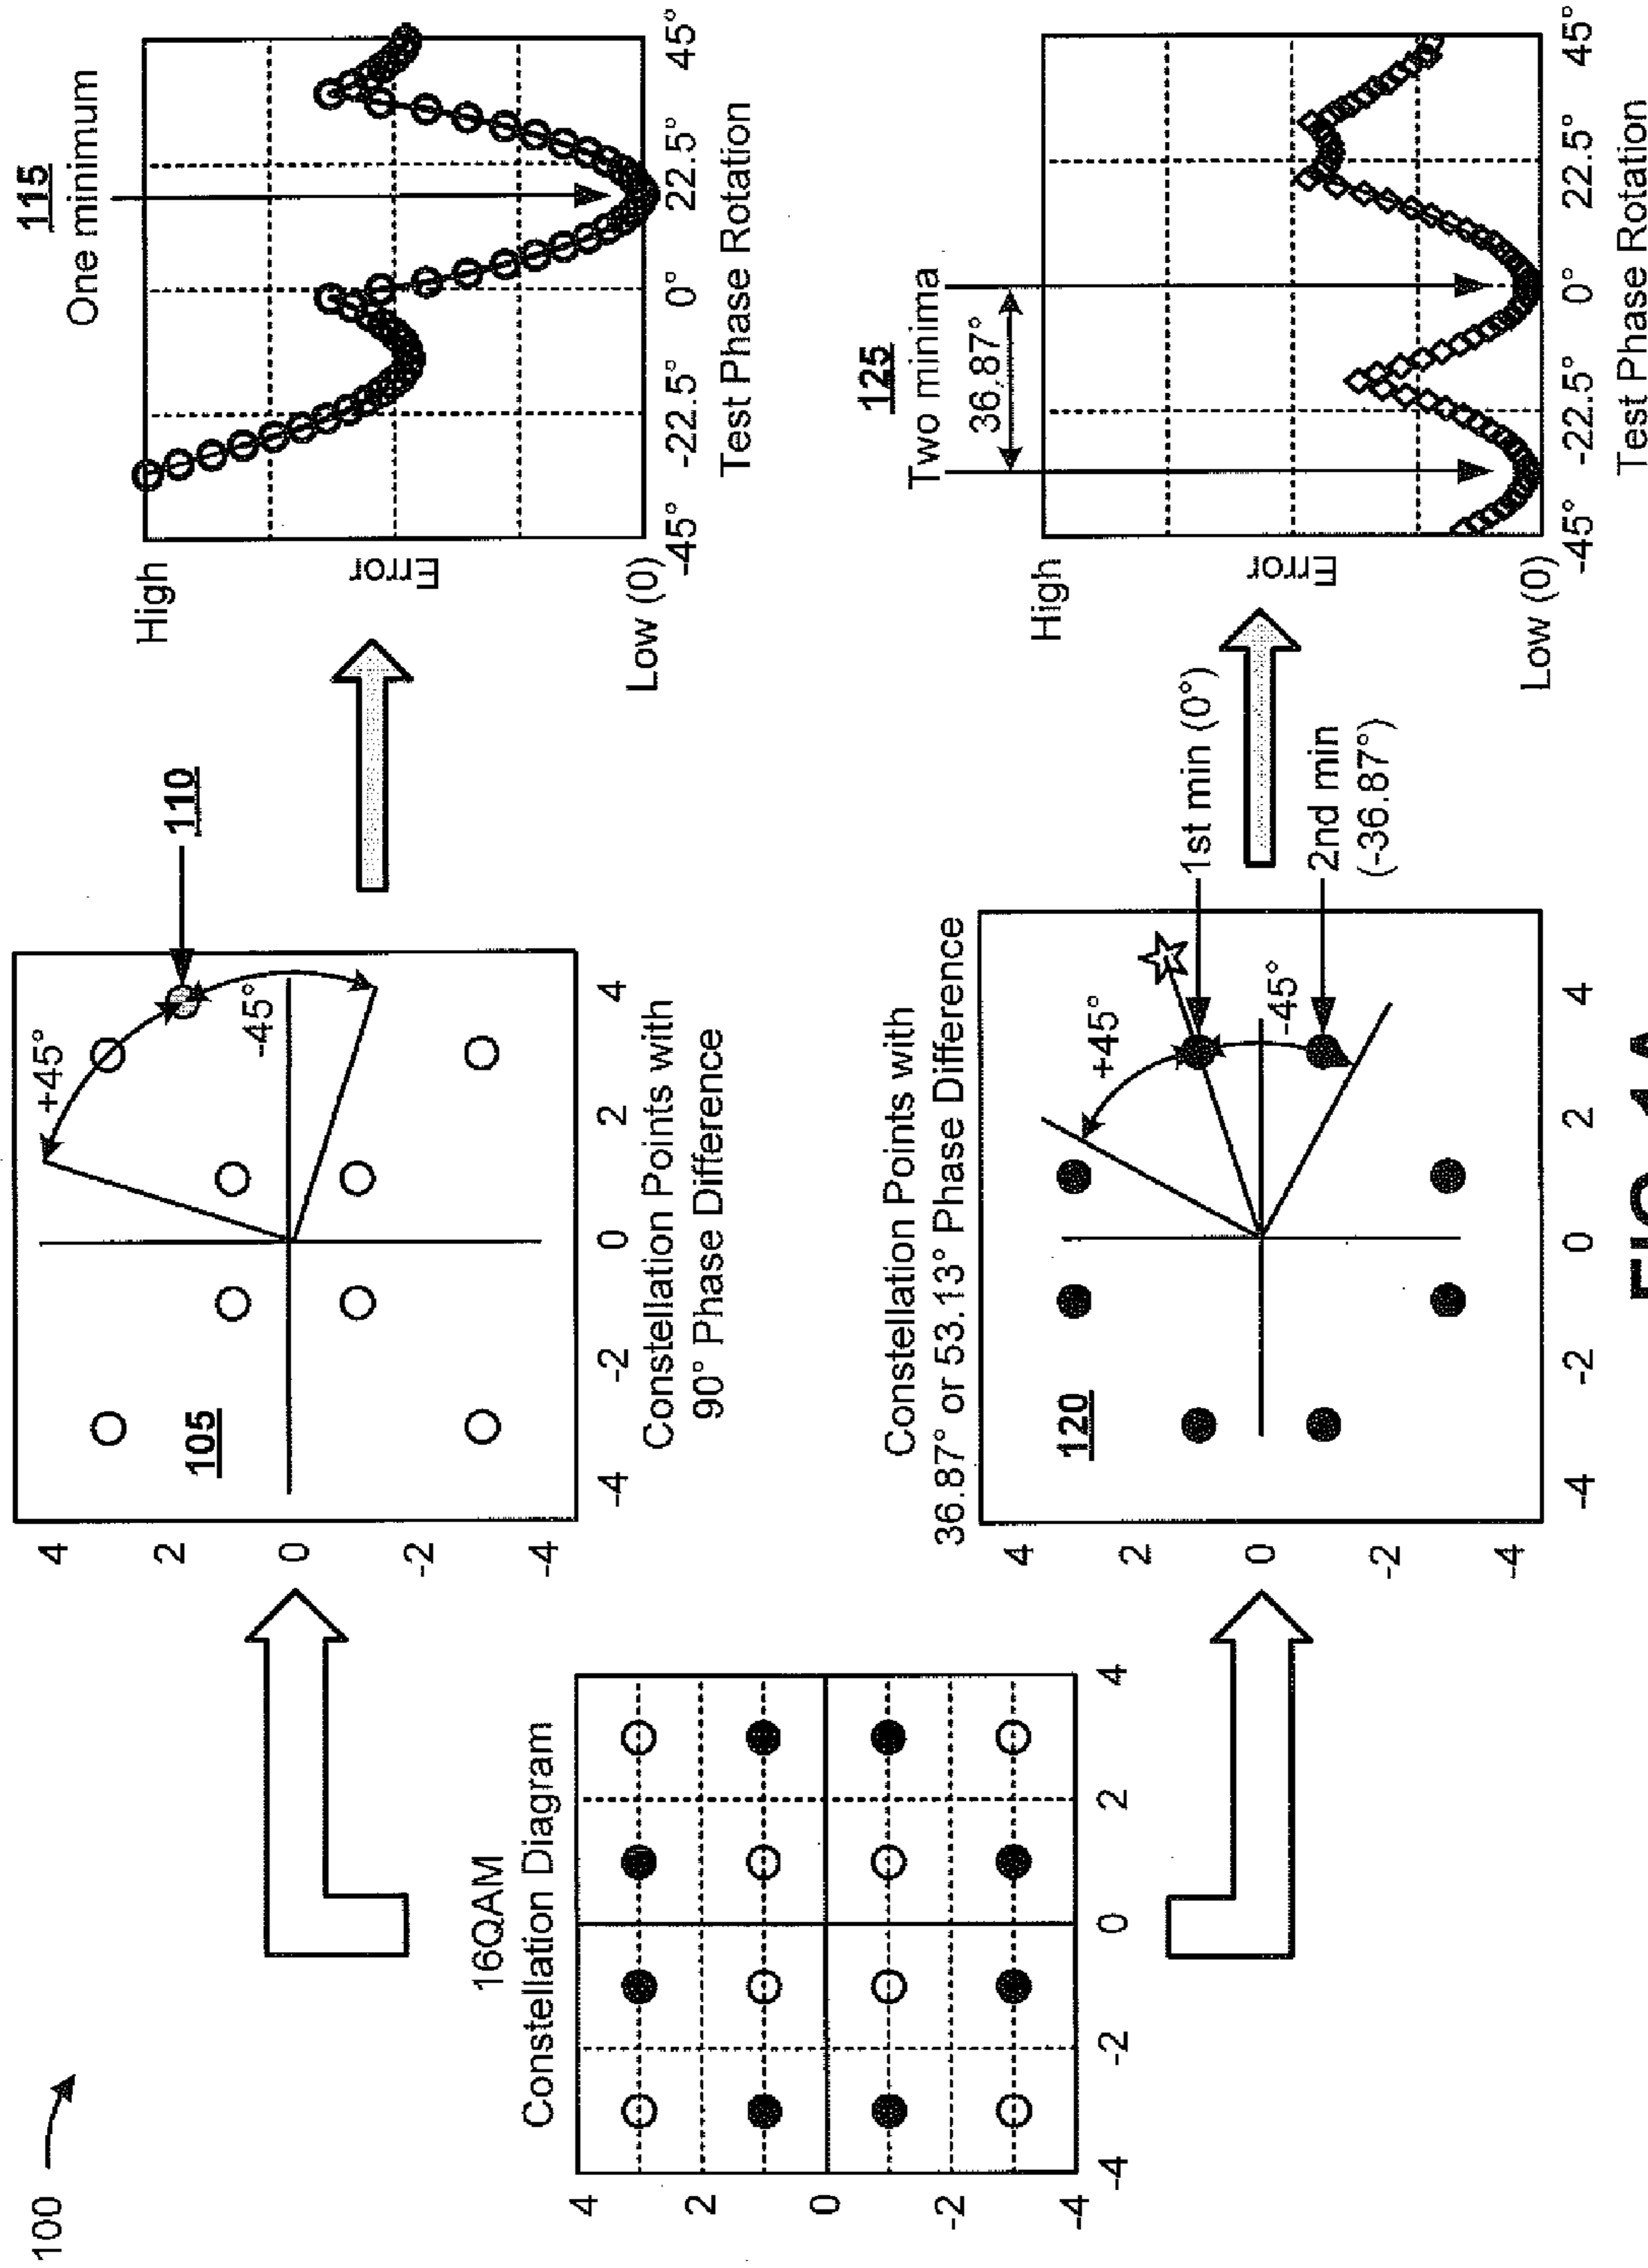 100
16QAM
Constellation Diagram
4
2
0
-2
-4
-4
-2
0
2
4
4
2
0
-2
-4
105
+45°
-45°
110
-4
-2
0
2
4
Constellation Points with
90° Phase Difference
115
One minimum
High
Error
Low (0)
-45°
-22.5°
0°
22.5°
45°
Test Phase Rotation
Constellation Points with
36.87° or 53.13° Phase Difference
4
2
0
-2
-4
120
+45°
-45°
1st min (0°)
2nd min
(-36.87°)
-4
-2
0
2
4
125
Two minima
36.87°
High
Error
Low (0)
-45°
-22.5°
0°
22.5°
45°
Test Phase Rotation
FIG. 1A